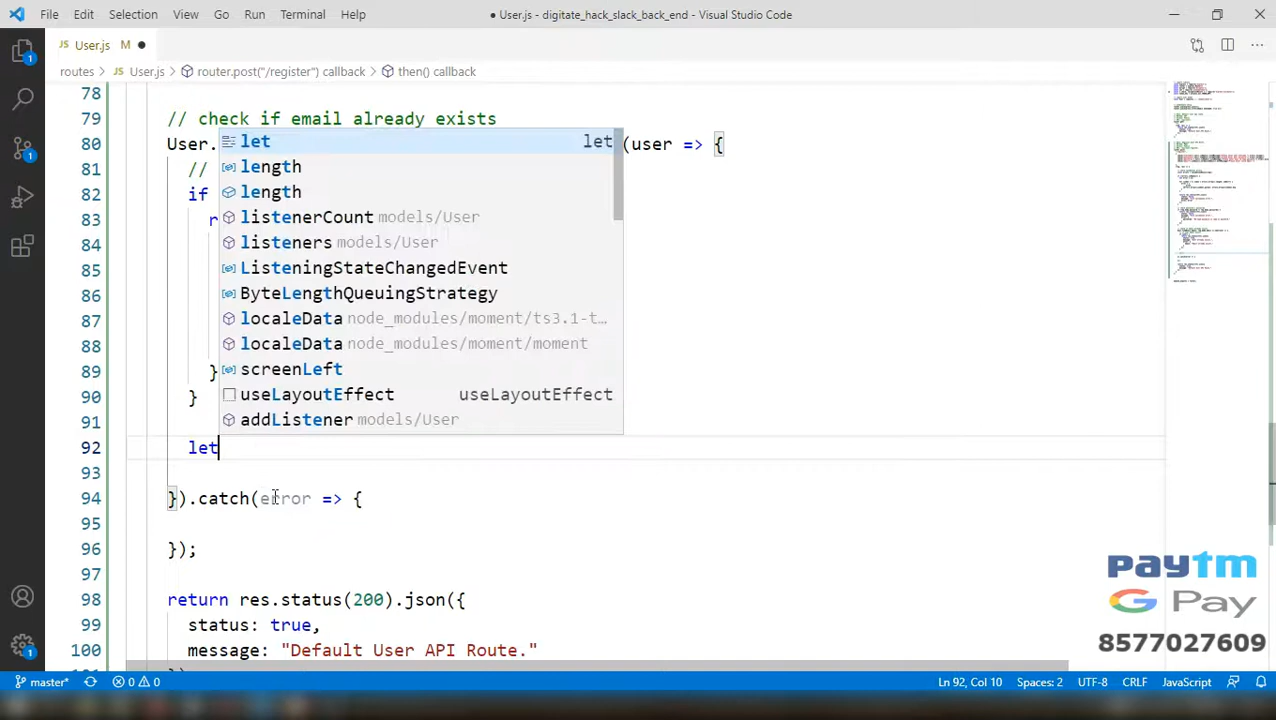 File Edit Selection View Go Run Terminal Help
● User.js - digitate_hack_slack_back_end - Visual Studio Code
JS User.js M ●
routes > JS User.js > router.post("/register") callback > then() callback
78
79 // check if email already exists
80 User. (user => {
81 //
82 if
83 r
84
85
86
87
88
89 }
90 }
91
92 let
93
94 }).catch(error => {
95
96 });
97
98 return res.status(200).json({
99 status: true,
100 message: "Default User API Route."
let let
length
length
listenerCount models/User
listeners models/User
ListeningStateChangedEvent
ByteLengthQueuingStrategy
localeData node_modules/moment/ts3.1-t...
localeData node_modules/moment/moment
screenLeft
useLayoutEffect useLayoutEffect
addListener models/User
paytm
G Pay
8577027609
master* 0 0 Ln 92, Col 10 Spaces: 2 UTF-8 CRLF JavaScript